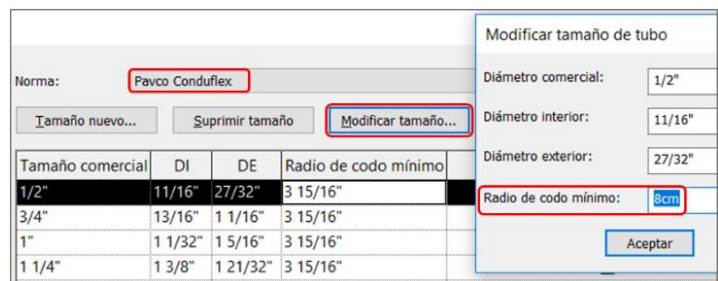 Norma: Pavco Conduflex
Tamaño nuevo... Suprimir tamaño Modificar tamaño...
Tamaño comercial DI DE Radio de codo mínimo
1/2" 11/16" 27/32" 3 15/16"
3/4" 13/16" 1 1/16" 3 15/16"
1" 1 1/32" 1 5/16" 3 15/16"
1 1/4" 1 3/8" 1 21/32" 3 15/16"
Modificar tamaño de tubo
Diámetro comercial: 1/2"
Diámetro interior: 11/16"
Diámetro exterior: 27/32"
Radio de codo mínimo: 8cm
Aceptar